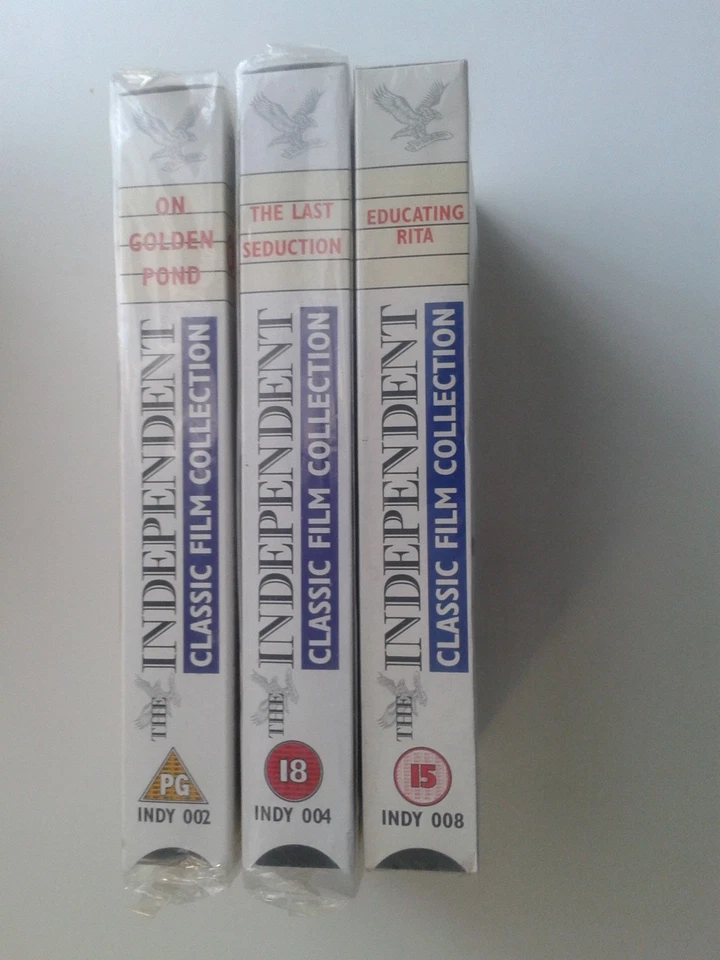 ON
GOLDEN
POND
THE INDEPENDENT
CLASSIC FILM COLLECTION
PG
INDY 002
THE LAST
SEDUCTION
THE INDEPENDENT
CLASSIC FILM COLLECTION
18
INDY 004
EDUCATING
RITA
THE INDEPENDENT
CLASSIC FILM COLLECTION
15
INDY 008